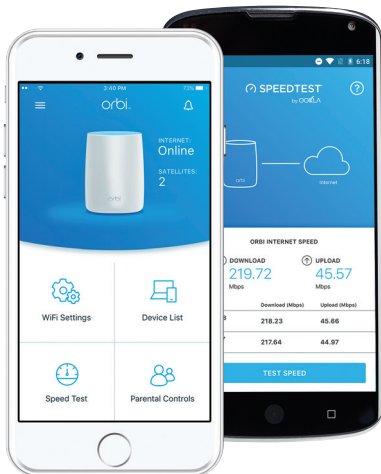 3:40 PM
73%
orbi
INTERNET:
Online
SATELLITES:
2
orbi
WiFi Settings
Device List
Speed Test
Parental Controls
6:18
SPEEDTEST
by OOKLA
?
orbi
Internet
ORBI INTERNET SPEED
DOWNLOAD
UPLOAD
219.72
45.57
Mbps
Mbps
Download (Mbps) Upload (Mbps)
218.23 45.66
217.64 44.97
TEST SPEED